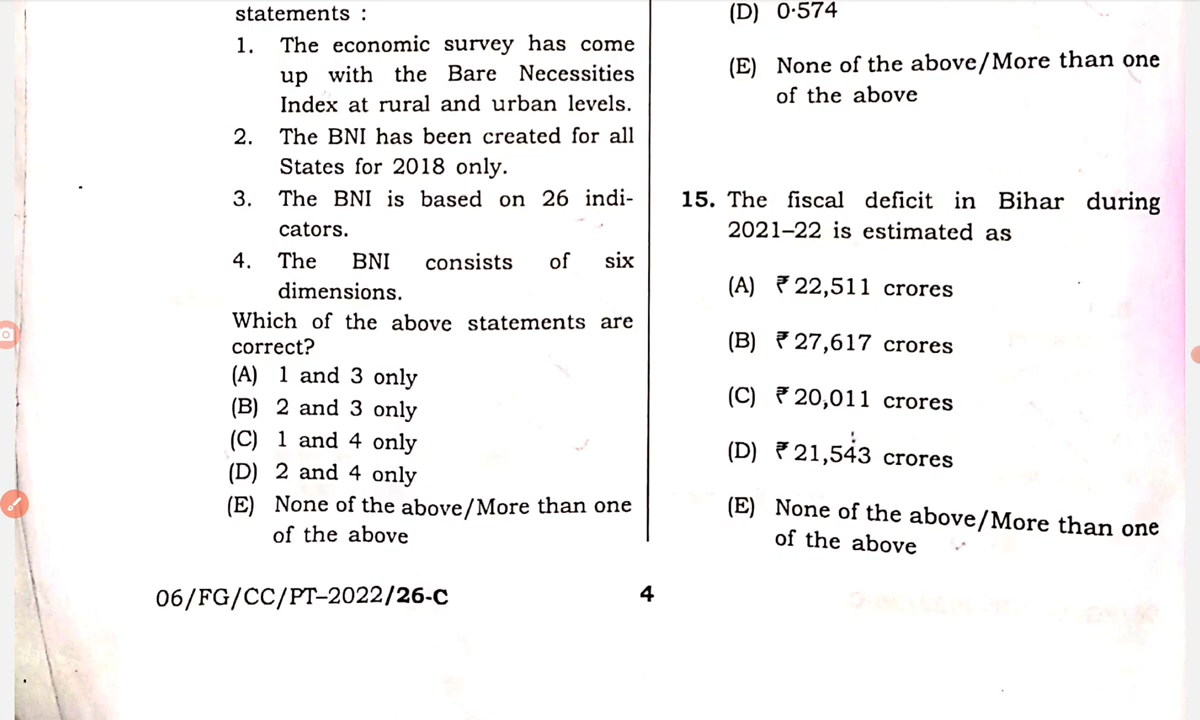 statements :
1. The economic survey has come
up with the Bare Necessities
Index at rural and urban levels.
2. The BNI has been created for all
States for 2018 only.
3. The BNI is based on 26 indi-
cators.
4. The BNI consists of six
dimensions.
Which of the above statements are
correct?
(A) 1 and 3 only
(B) 2 and 3 only
(C) 1 and 4 only
(D) 2 and 4 only
(E) None of the above/More than one
of the above
(D) 0·574
(E) None of the above/More than one
of the above
15. The fiscal deficit in Bihar during
2021–22 is estimated as
(A) ₹ 22,511 crores
(B) ₹ 27,617 crores
(C) ₹ 20,011 crores
(D) ₹ 21,543 crores
(E) None of the above/More than one
of the above
06/FG/CC/PT–2022/26-C
4